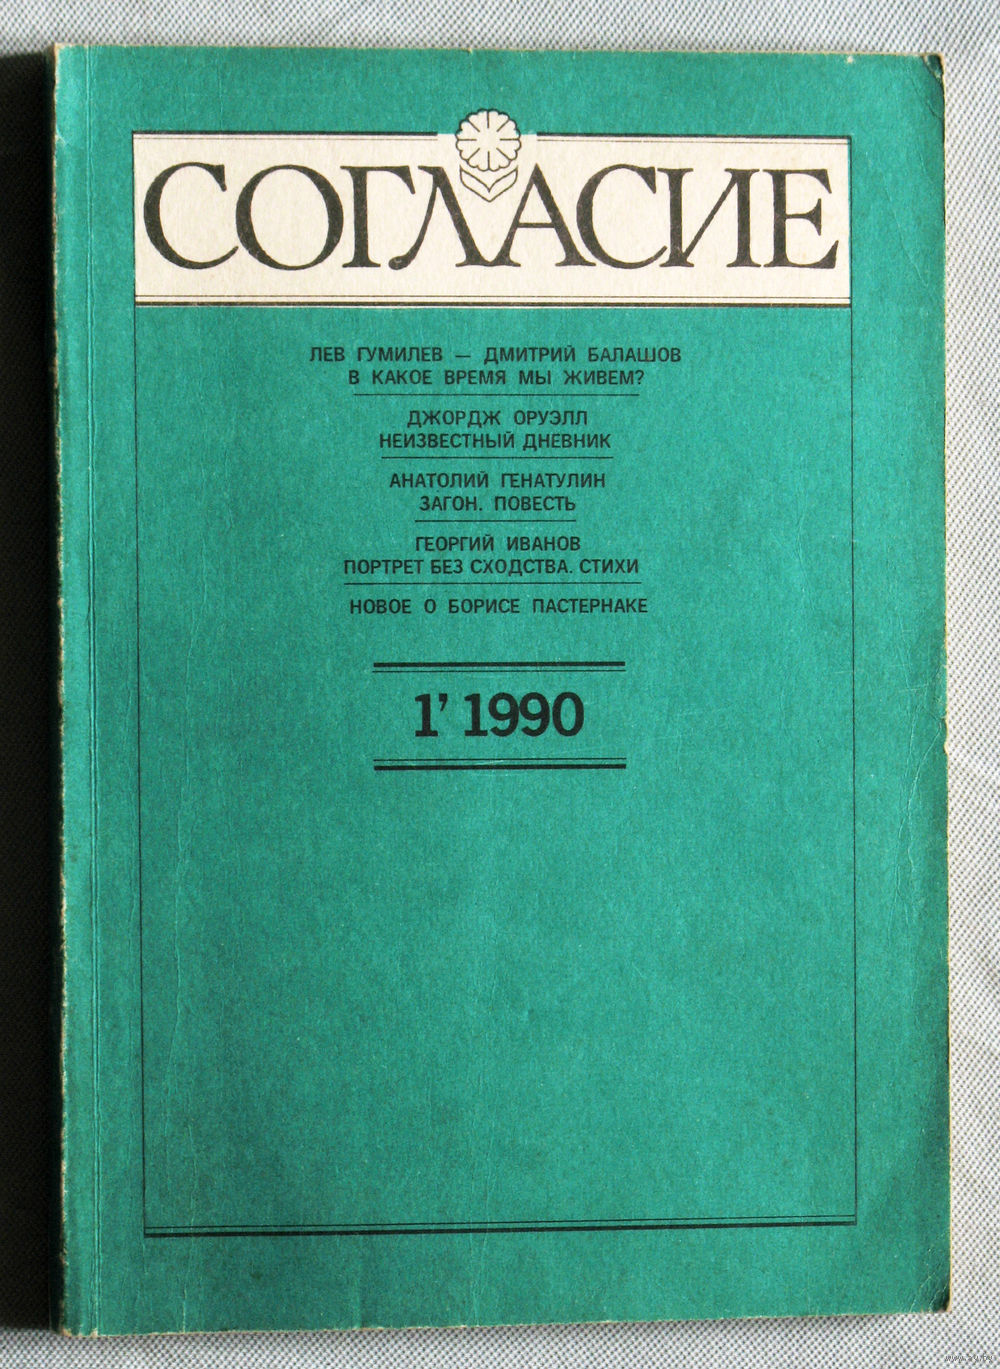 СОГЛАСИЕ
ЛЕВ ГУМИЛЕВ — ДМИТРИЙ БАЛАШОВ
В КАКОЕ ВРЕМЯ МЫ ЖИВЕМ?
ДЖОРДЖ ОРУЭЛЛ
НЕИЗВЕСТНЫЙ ДНЕВНИК
АНАТОЛИЙ ГЕНАТУЛИН
ЗАГОН. ПОВЕСТЬ
ГЕОРГИЙ ИВАНОВ
ПОРТРЕТ БЕЗ СХОДСТВА. СТИХИ
НОВОЕ О БОРИСЕ ПАСТЕРНАКЕ
1’ 1990